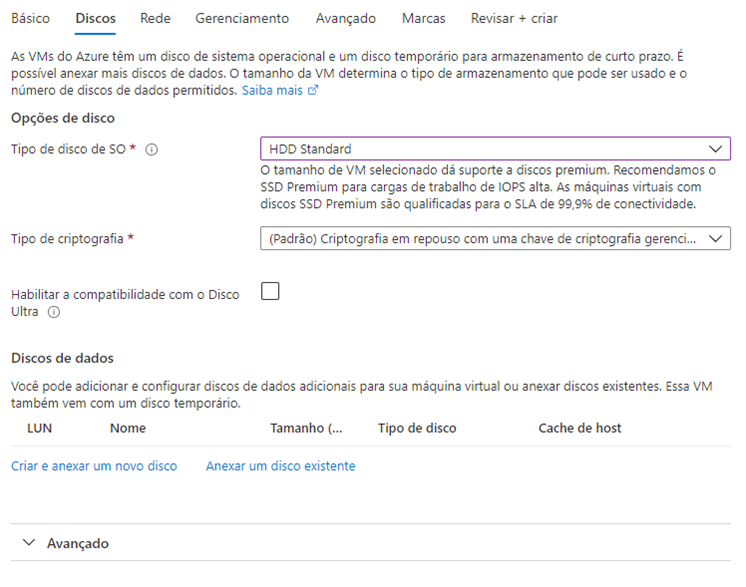 Básico Discos Rede Gerenciamento Avançado Marcas Revisar + criar
As VMs do Azure têm um disco de sistema operacional e um disco temporário para armazenamento de curto prazo. É
possível anexar mais discos de dados. O tamanho da VM determina o tipo de armazenamento que pode ser usado e o
número de discos de dados permitidos. Saiba mais
Opções de disco
Tipo de disco de SO *
HDD Standard
O tamanho de VM selecionado dá suporte a discos premium. Recomendamos o
SSD Premium para cargas de trabalho de IOPS alta. As máquinas virtuais com
discos SSD Premium são qualificadas para o SLA de 99,9% de conectividade.
Tipo de criptografia *
(Padrão) Criptografia em repouso com uma chave de criptografia gerenci...
Habilitar a compatibilidade com o Disco
Ultra
Discos de dados
Você pode adicionar e configurar discos de dados adicionais para sua máquina virtual ou anexar discos existentes. Essa VM
também vem com um disco temporário.
LUN Nome Tamanho (... Tipo de disco Cache de host
Criar e anexar um novo disco Anexar um disco existente
Avançado